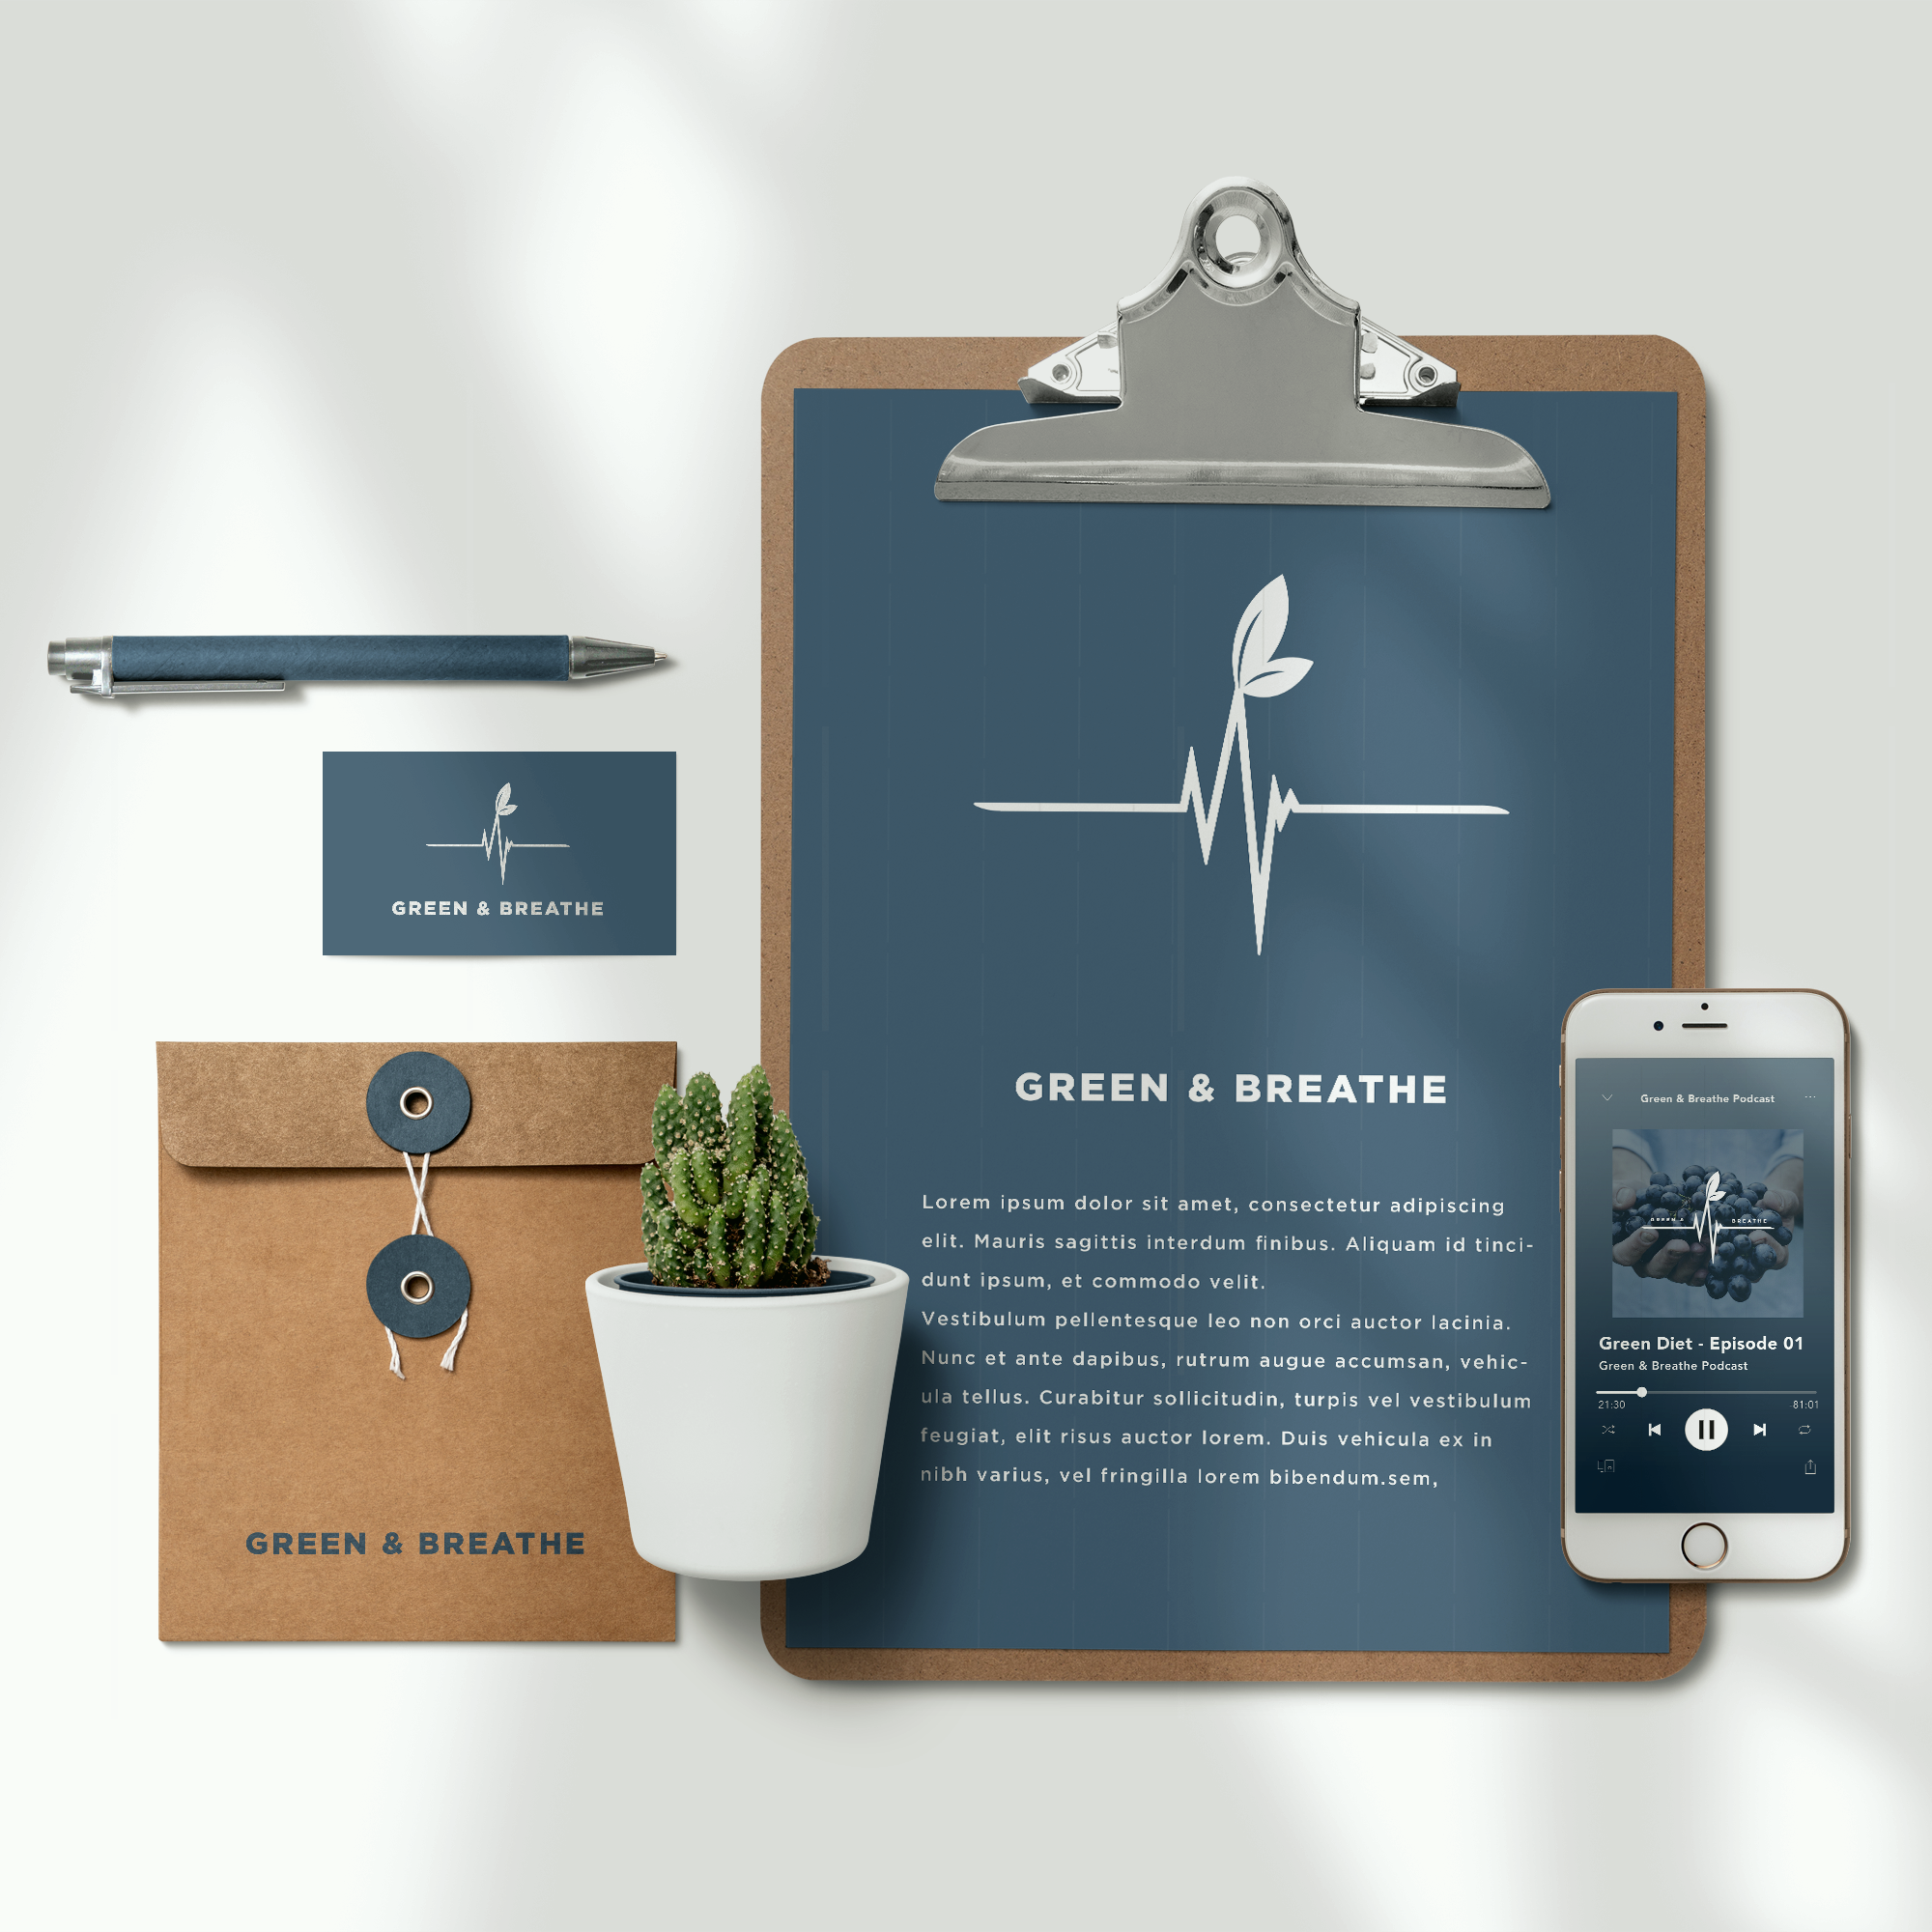 GREEN & BREATHE
GREEN & BREATHE
GREEN & BREATHE
Lorem ipsum dolor sit amet, consectetur adipiscing
elit. Mauris sagittis interdum finibus. Aliquam id tinci-
dunt ipsum, et commodo velit.
Vestibulum pellentesque leo non orci auctor lacinia.
Nunc et ante dapibus, rutrum augue accumsan, vehic-
ula tellus. Curabitur sollicitudin, turpis vel vestibulum
feugiat, elit risus auctor lorem. Duis vehicula ex in
nibh varius, vel fringilla lorem bibendum.sem,
Green & Breathe Podcast
GREEN & BREATHE
Green Diet - Episode 01
Green & Breathe Podcast
21:30 -81:01